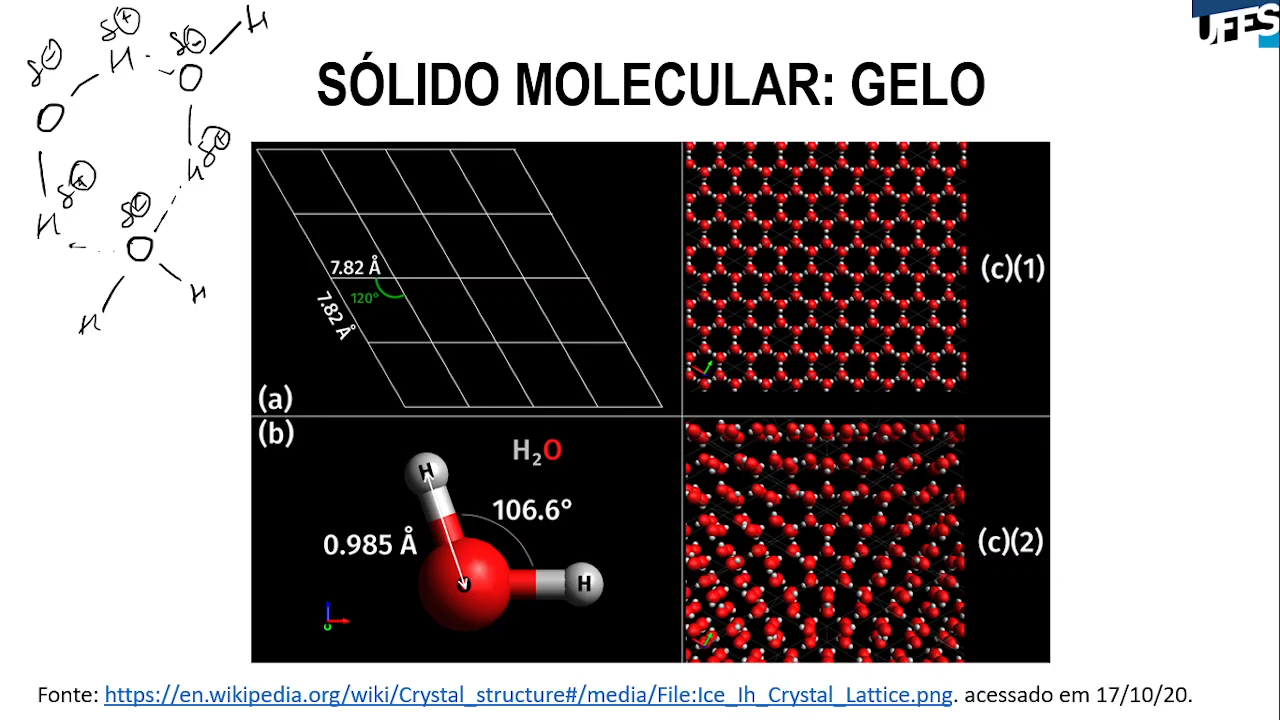 UFES
SÓLIDO MOLECULAR: GELO
δ⊖
δ⊕
δ⊖
H
H
O
O
δ⊕
H
δ⊕
δ⊖
H
O
H
H
7.82 Å
120°
7.82 Å
(a)
(c)(1)
(b)
H₂O
H
106.6°
0.985 Å
O
H
(c)(2)
Fonte: https://en.wikipedia.org/wiki/Crystal_structure#/media/File:Ice_Ih_Crystal_Lattice.png. acessado em 17/10/20.